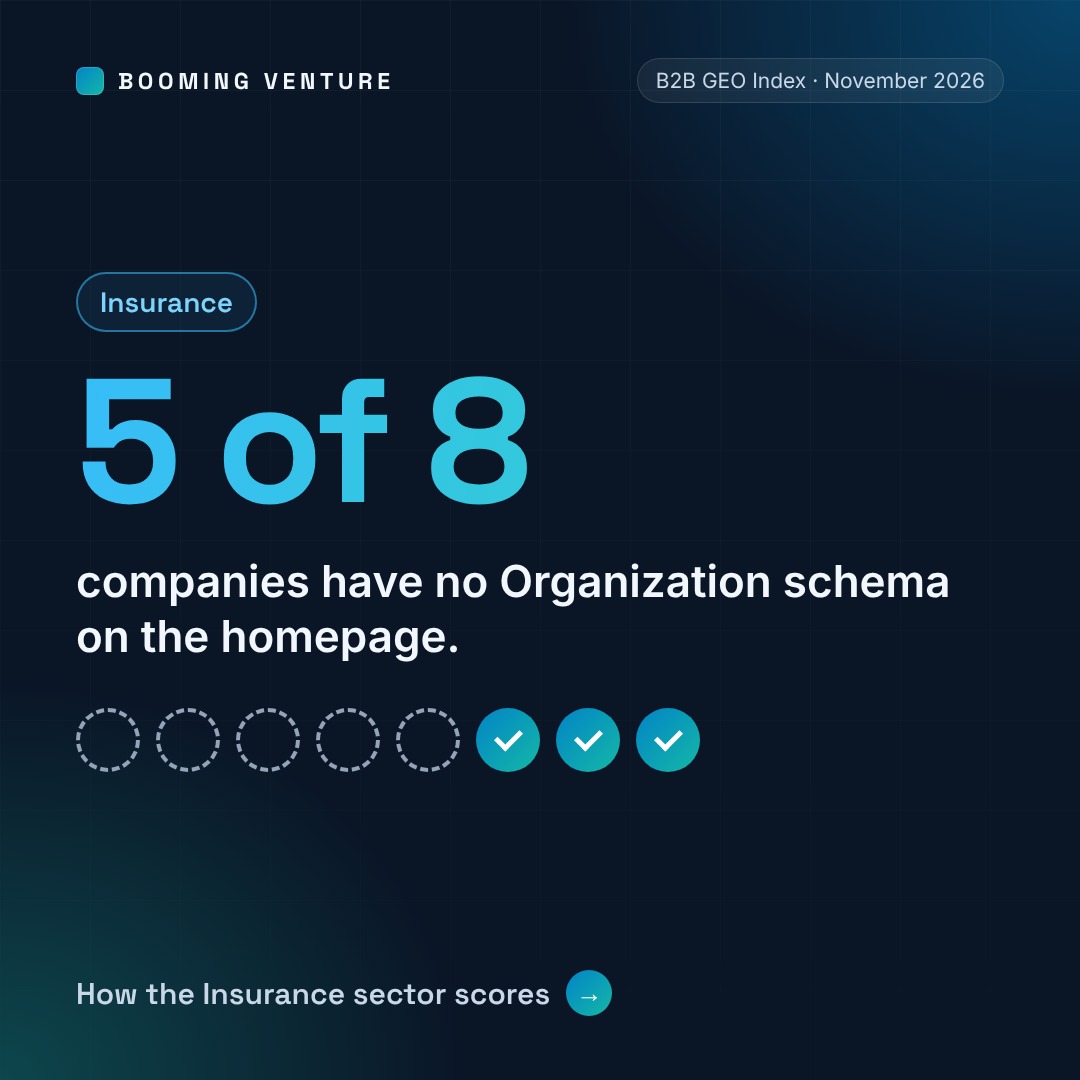 BOOMING VENTURE
B2B GEO Index · November 2026
Insurance
5 of 8
companies have no Organization schema
on the homepage.
How the Insurance sector scores →